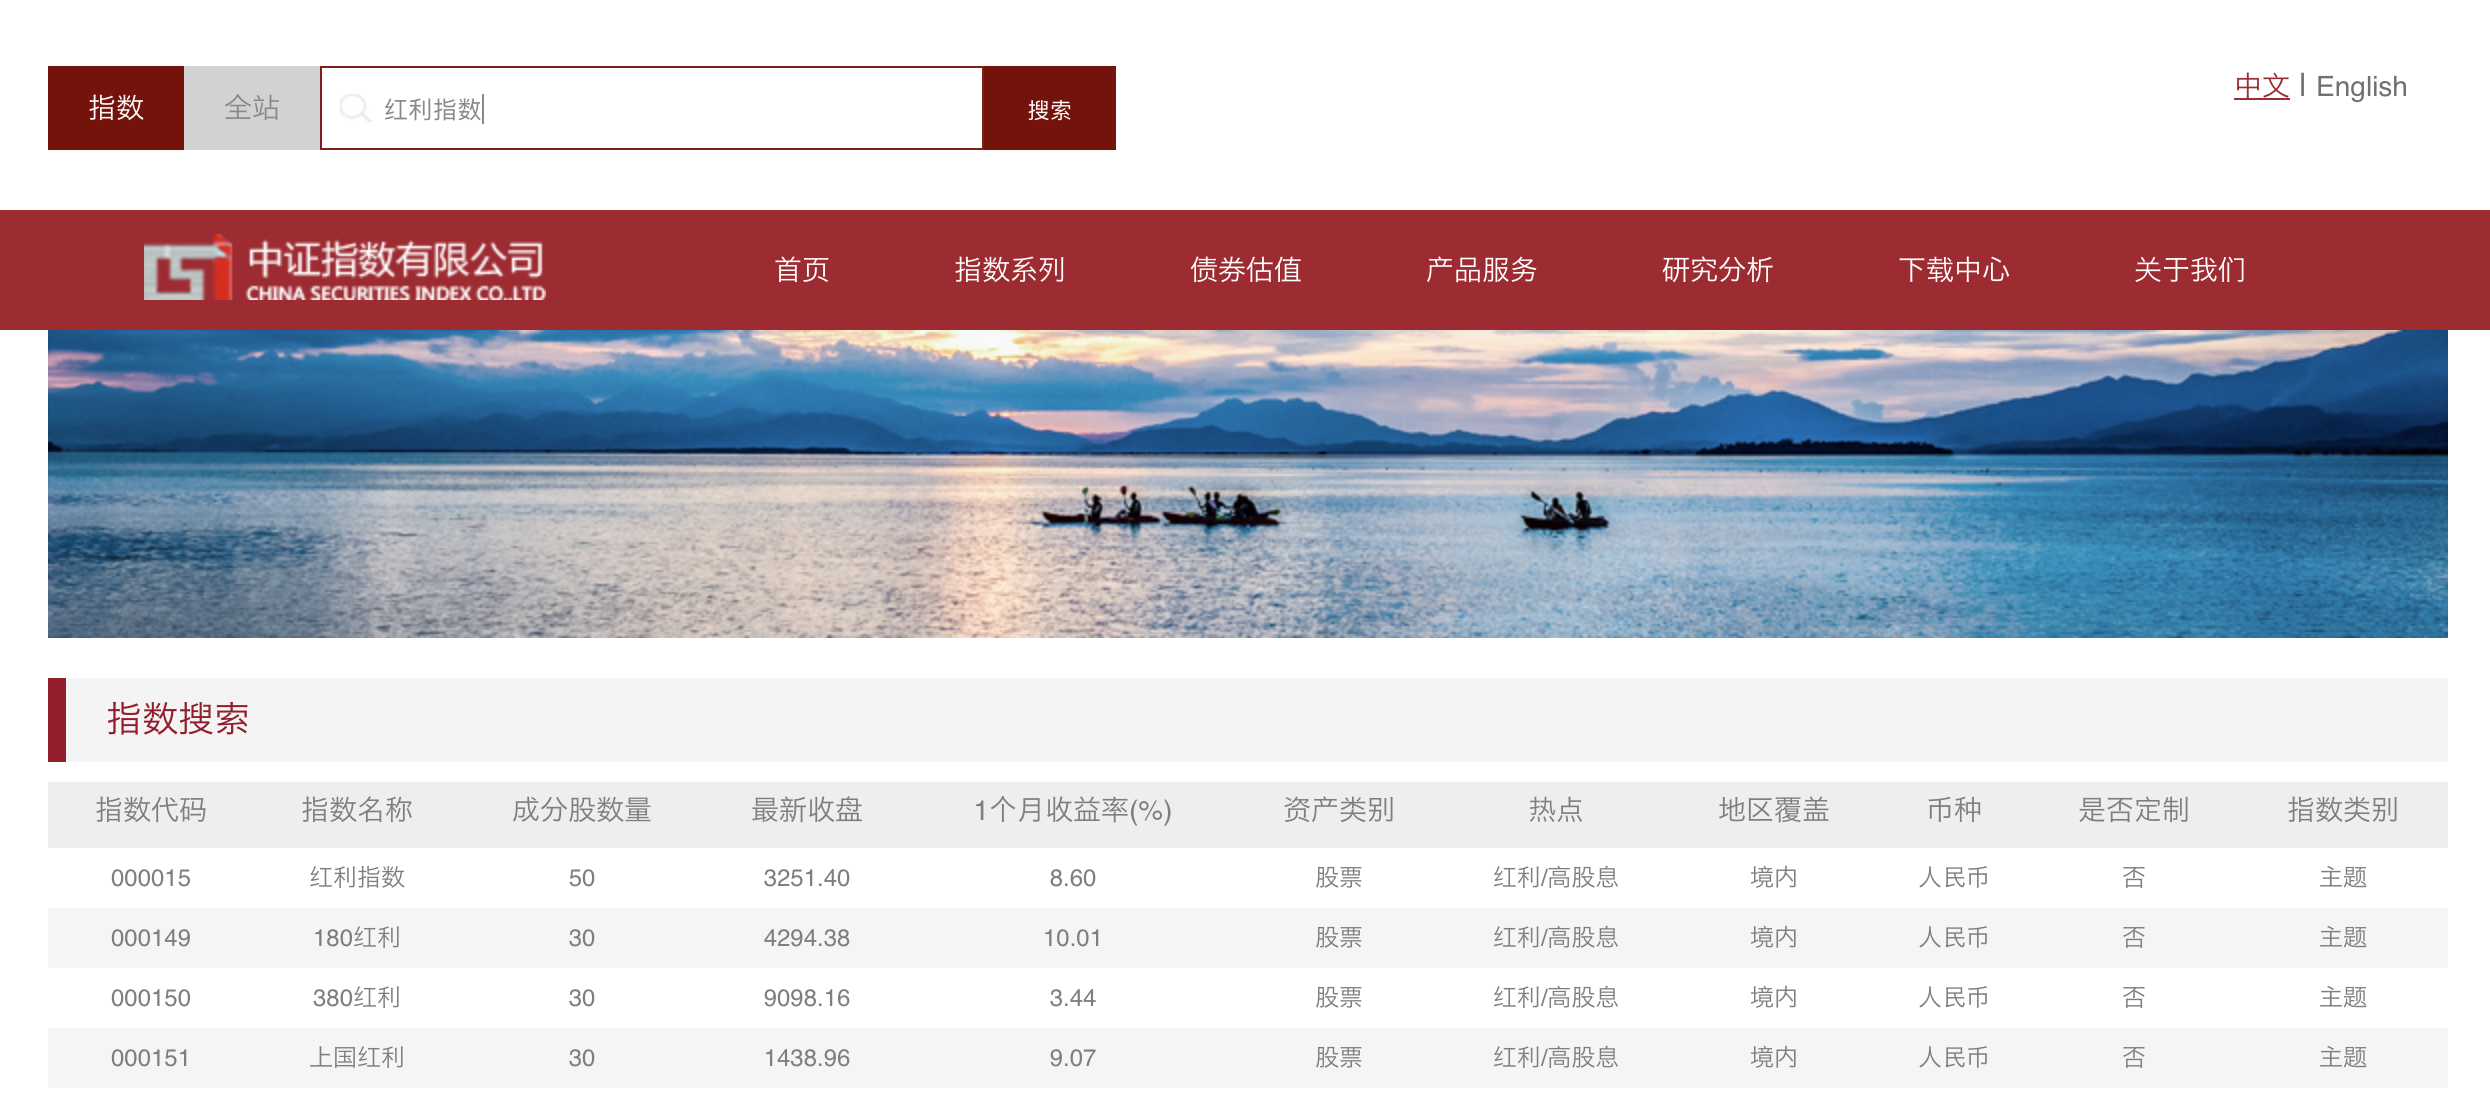 指数 全站 红利指数 搜索 中文 | English
中证指数有限公司 首页 指数系列 债券估值 产品服务 研究分析 下载中心 关于我们
CHINA SECURITIES INDEX CO.,LTD
指数搜索
指数代码 指数名称 成分股数量 最新收盘 1个月收益率(%) 资产类别 热点 地区覆盖 币种 是否定制 指数类别
000015 红利指数 50 3251.40 8.60 股票 红利/高股息 境内 人民币 否 主题
000149 180红利 30 4294.38 10.01 股票 红利/高股息 境内 人民币 否 主题
000150 380红利 30 9098.16 3.44 股票 红利/高股息 境内 人民币 否 主题
000151 上国红利 30 1438.96 9.07 股票 红利/高股息 境内 人民币 否 主题